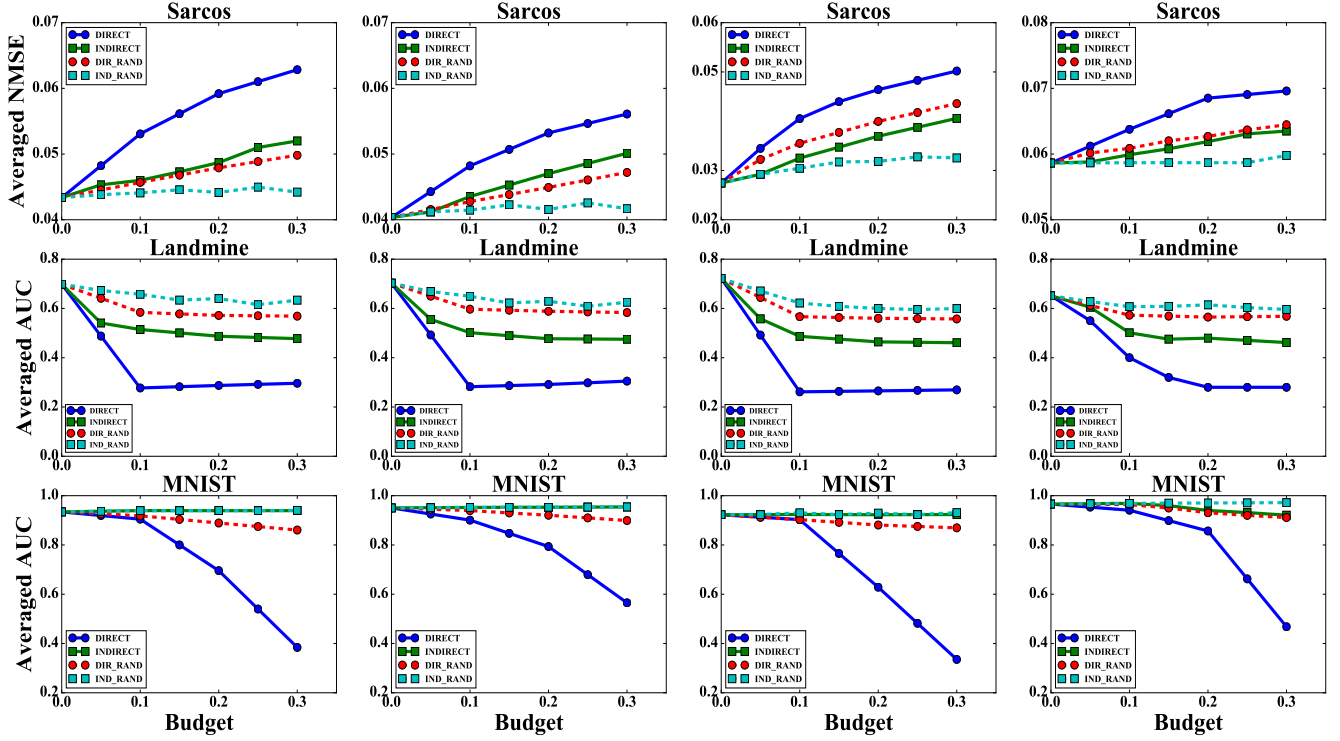 Sarcos
Averaged NMSE
0.07
0.06
0.05
0.04
DIRECT
INDIRECT
DIR_RAND
IND_RAND
0.0 0.1 0.2 0.3
Sarcos
0.07
0.06
0.05
0.04
DIRECT
INDIRECT
DIR_RAND
IND_RAND
0.0 0.1 0.2 0.3
Sarcos
0.06
0.05
0.03
0.02
DIRECT
INDIRECT
DIR_RAND
IND_RAND
0.0 0.1 0.2 0.3
Sarcos
0.08
0.07
0.06
0.05
DIRECT
INDIRECT
DIR_RAND
IND_RAND
0.0 0.1 0.2 0.3
Landmine
Averaged AUC
0.8
0.6
0.4
0.2
0.0
DIRECT
INDIRECT
DIR_RAND
IND_RAND
0.0 0.1 0.2 0.3
Landmine
0.8
0.6
0.4
0.2
0.0
DIRECT
INDIRECT
DIR_RAND
IND_RAND
0.0 0.1 0.2 0.3
Landmine
0.8
0.6
0.4
0.2
0.0
DIRECT
INDIRECT
DIR_RAND
IND_RAND
0.0 0.1 0.2 0.3
Landmine
0.8
0.6
0.4
0.2
0.0
DIRECT
INDIRECT
DIR_RAND
IND_RAND
0.0 0.1 0.2 0.3
MNIST
Averaged AUC
1.0
0.8
0.6
0.4
0.2
DIRECT
INDIRECT
DIR_RAND
IND_RAND
0.0 0.1 0.2 0.3
Budget
MNIST
1.0
0.8
0.6
0.4
0.2
DIRECT
INDIRECT
DIR_RAND
IND_RAND
0.0 0.1 0.2 0.3
Budget
MNIST
1.0
0.8
0.6
0.4
0.2
DIRECT
INDIRECT
DIR_RAND
IND_RAND
0.0 0.1 0.2 0.3
Budget
MNIST
1.0
0.8
0.6
0.4
0.2
DIRECT
INDIRECT
DIR_RAND
IND_RAND
0.0 0.1 0.2 0.3
Budget